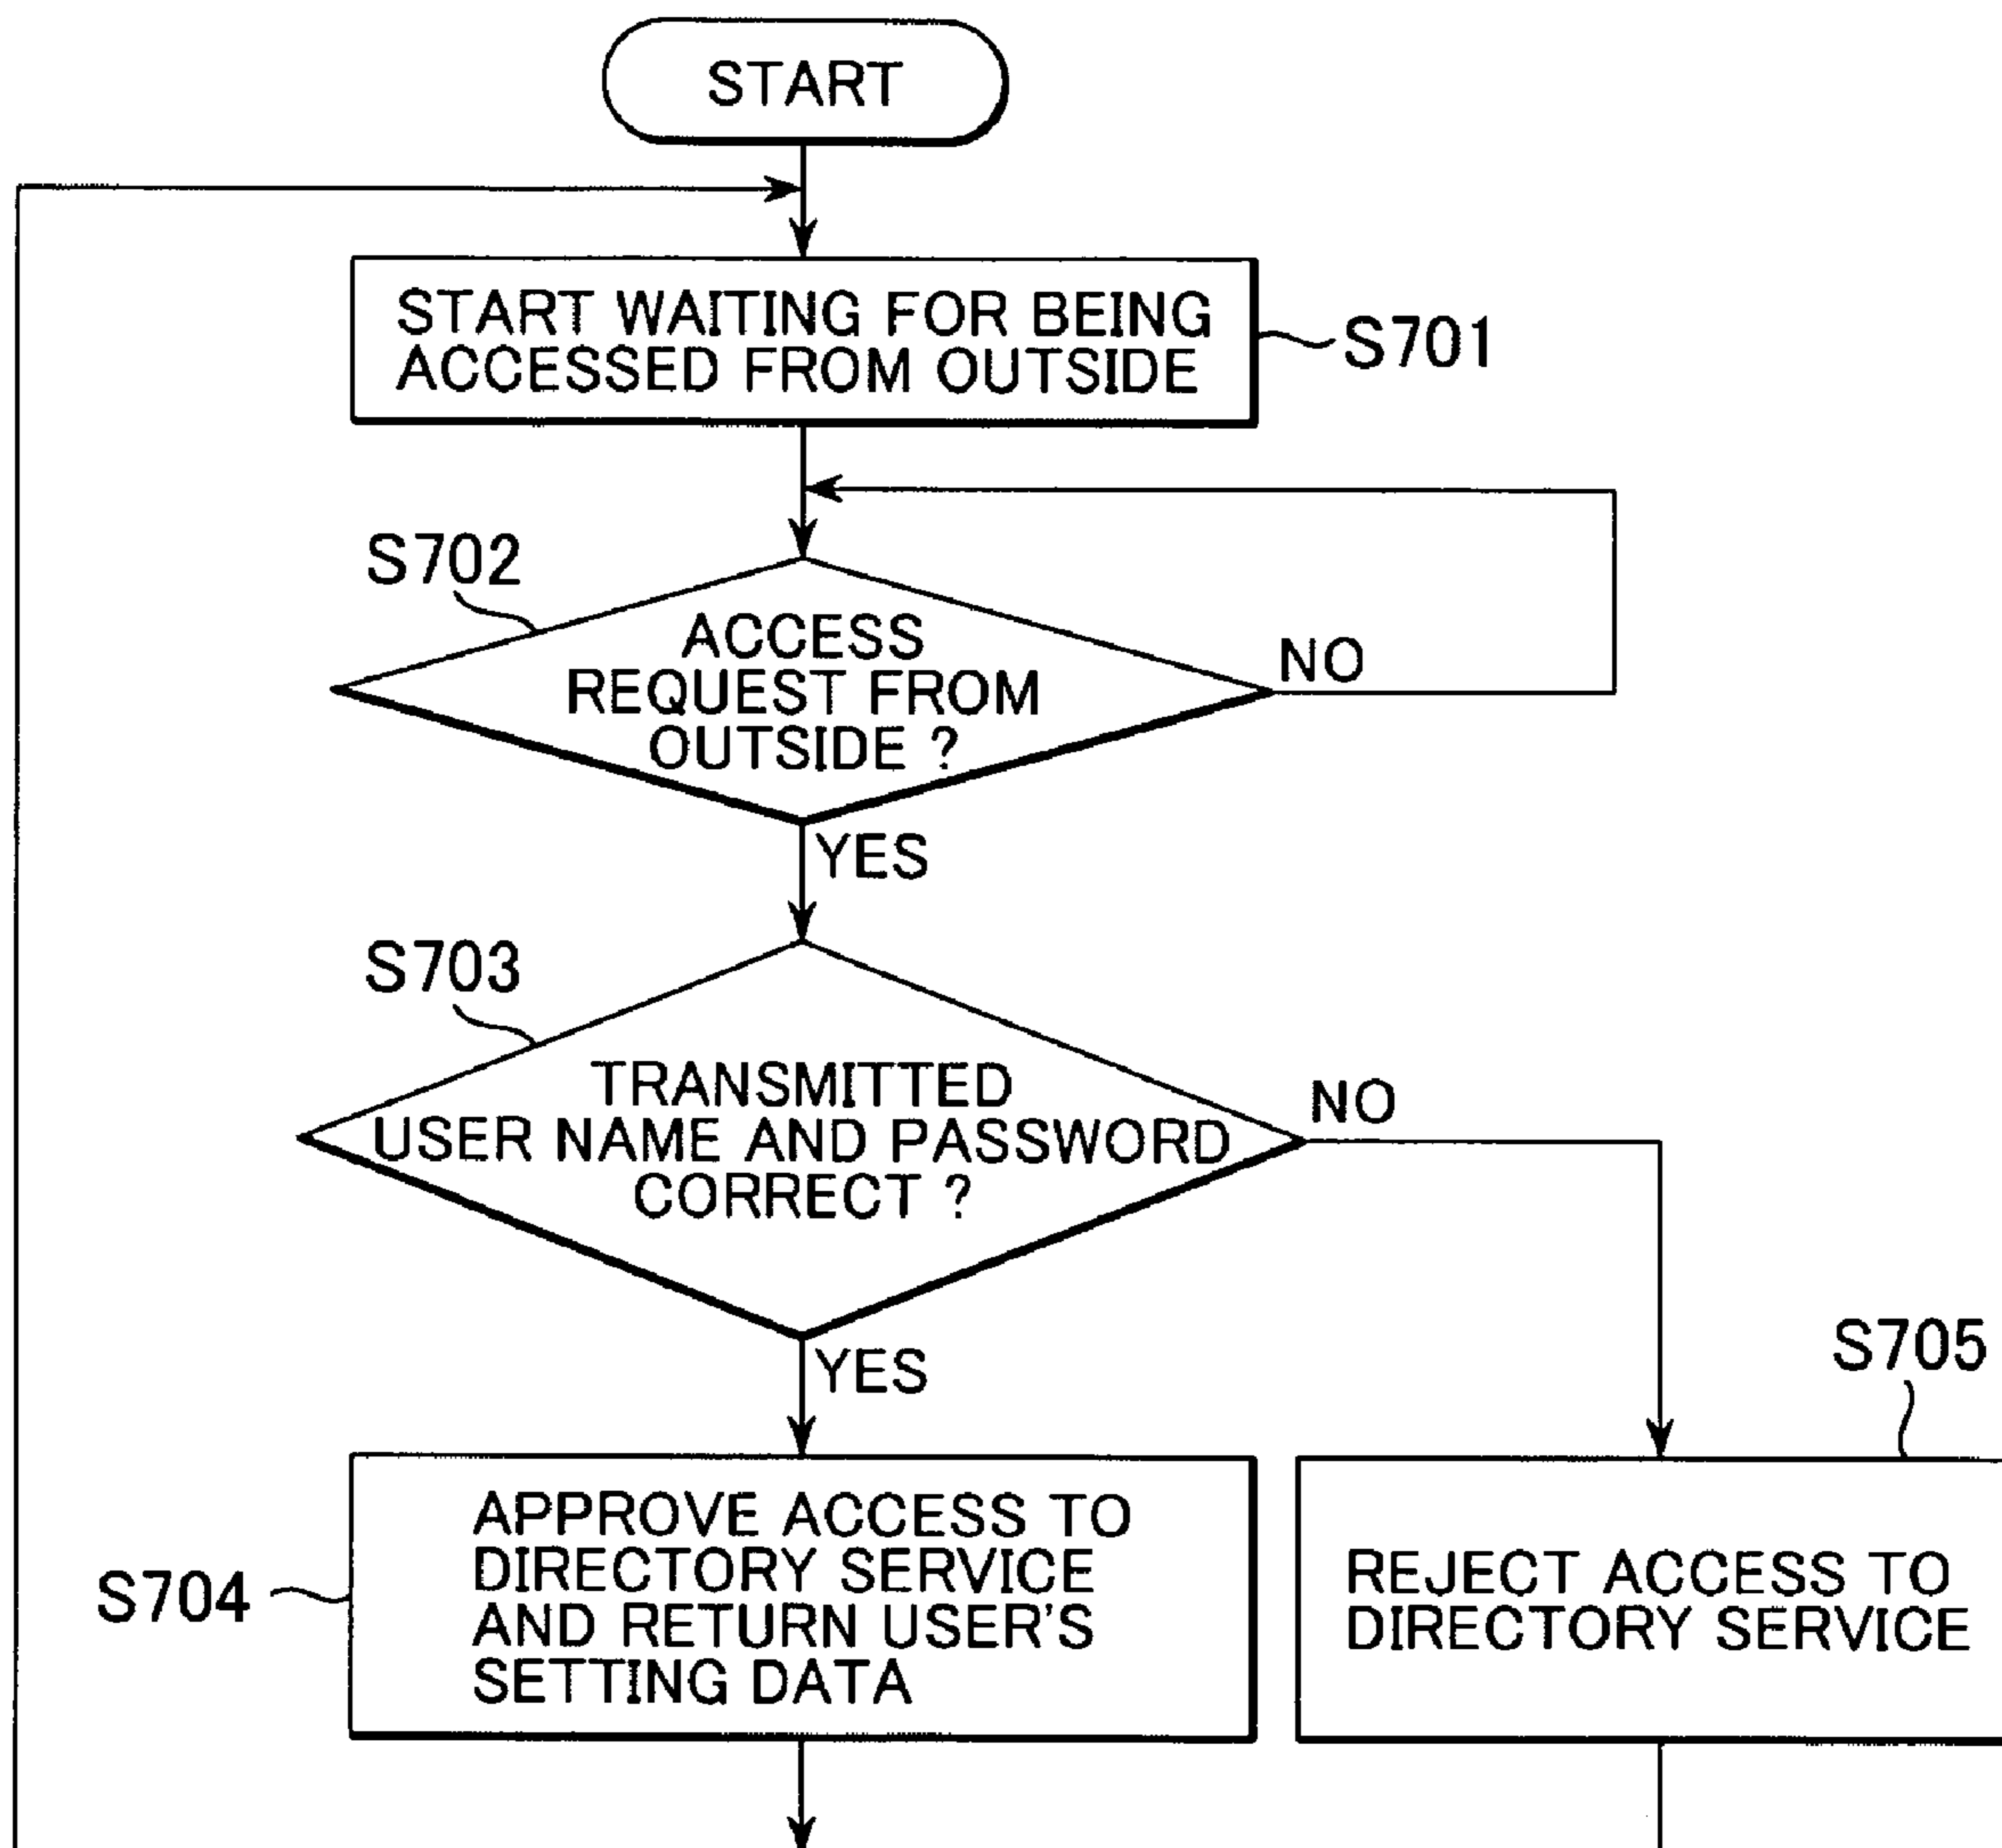 START
START WAITING FOR BEING
ACCESSED FROM OUTSIDE
S701
S702
ACCESS
REQUEST FROM
OUTSIDE ?
NO
YES
S703
TRANSMITTED
USER NAME AND PASSWORD
CORRECT ?
NO
YES
S705
S704
APPROVE ACCESS TO
DIRECTORY SERVICE
AND RETURN USER'S
SETTING DATA
REJECT ACCESS TO
DIRECTORY SERVICE